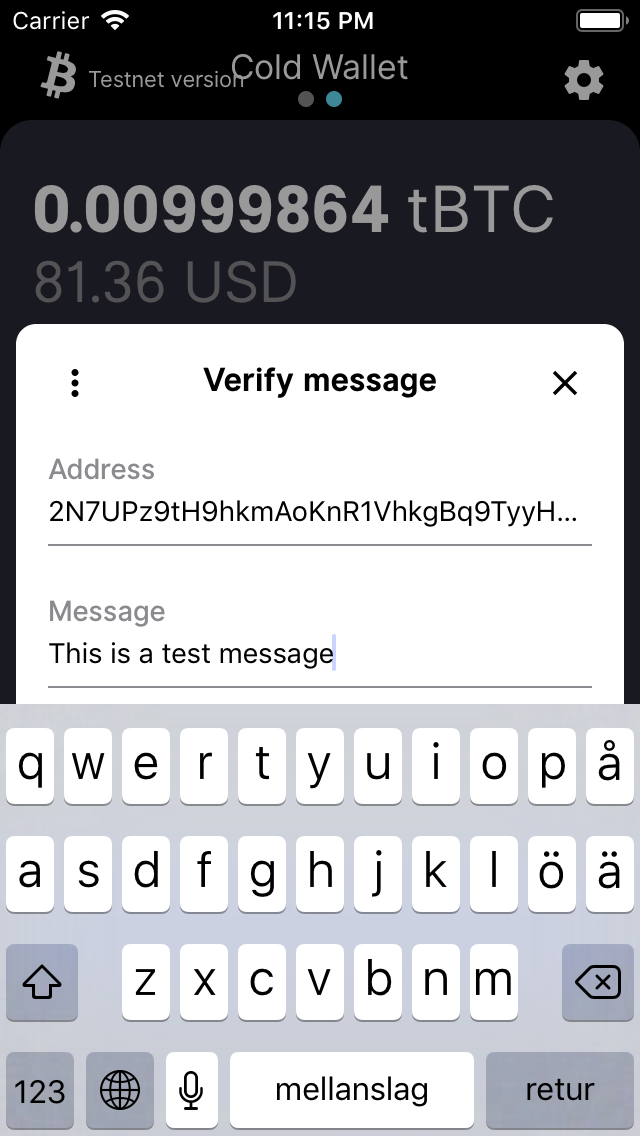 Carrier 11:15 PM
Testnet version Cold Wallet
0.00999864 tBTC
81.36 USD
Verify message
Address
2N7UPz9tH9hkmAoKnR1VhkgBq9TyyH...
Message
This is a test message
q w e r t y u i o p å
a s d f g h j k l ö ä
z x c v b n m
123 mellanslag retur